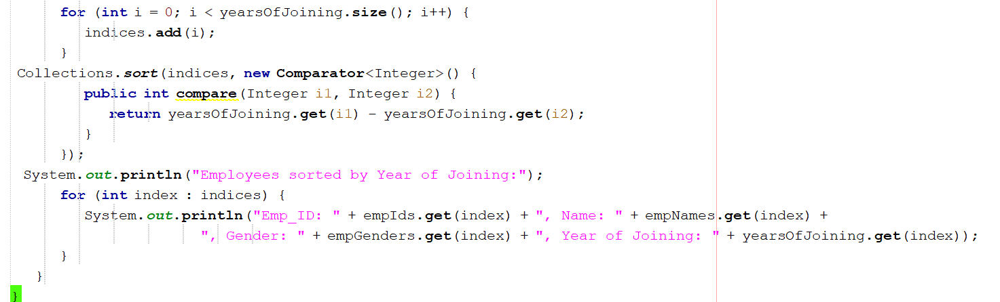 for (int i = 0; i < yearsOfJoining.size(); i++) {
indices.add(i);
}
Collections.sort(indices, new Comparator<Integer>() {
public int compare(Integer i1, Integer i2) {
return yearsOfJoining.get(i1) - yearsOfJoining.get(i2);
}
});
System.out.println("Employees sorted by Year of Joining:");
for (int index : indices) {
System.out.println("Emp_ID: " + empIds.get(index) + ", Name: " + empNames.get(index) +
", Gender: " + empGenders.get(index) + ", Year of Joining: " + yearsOfJoining.get(index));
}
}
}